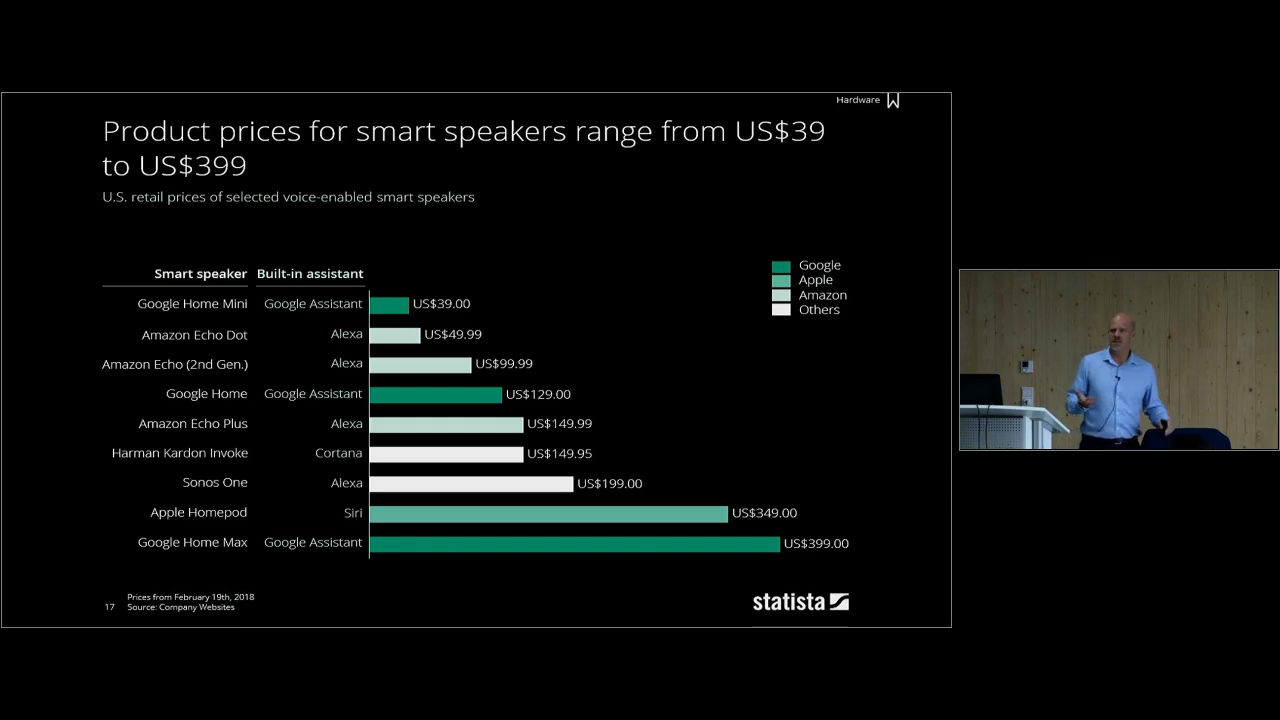 Hardware
Product prices for smart speakers range from US$39
to US$399
U.S. retail prices of selected voice-enabled smart speakers
Smart speaker Built-in assistant
Google
Apple
Amazon
Others
Google Home Mini Google Assistant US$39.00
Amazon Echo Dot Alexa US$49.99
Amazon Echo (2nd Gen.) Alexa US$99.99
Google Home Google Assistant US$129.00
Amazon Echo Plus Alexa US$149.99
Harman Kardon Invoke Cortana US$149.95
Sonos One Alexa US$199.00
Apple Homepod Siri US$349.00
Google Home Max Google Assistant US$399.00
17 Prices from February 19th, 2018
Source: Company Websites
statista